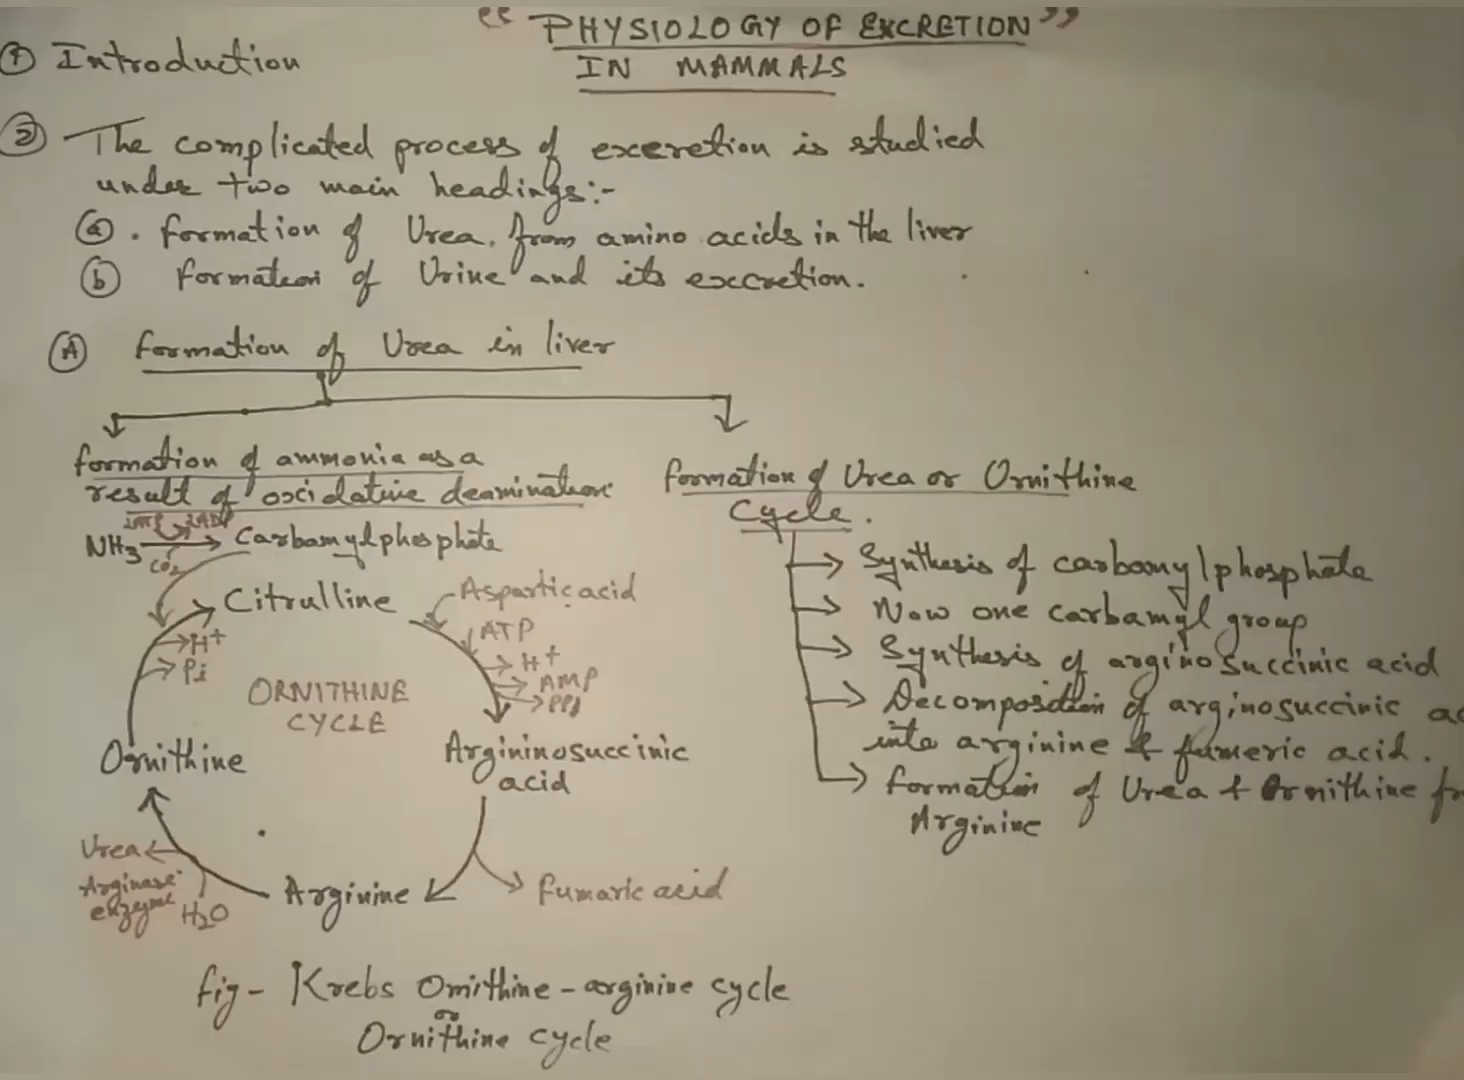 " PHYSIOLOGY OF EXCRETION "
IN MAMMALS
① Introduction
② The complicated process of excretion is studied
under two main headings:-
ⓐ . formation of Urea, from amino acids in the liver
ⓑ formation of Urine and its excretion.
Ⓐ formation of Urea in liver
formation of ammonia as a
result of oxidative deamination
2ATP 2ADP
NH3 → Carbamylphosphate
CO2
Citrulline
Aspartic acid
ATP
H+
AMP
PPi
H+
Pi
ORNITHINE
CYCLE
Ornithine
Argininosuccinic
acid
Urea
Arginase
enzyme
H2O
Arginine
fumaric acid
fig- Krebs Ornithine-arginine cycle
or
Ornithine cycle
formation of Urea or Ornithine
Cycle.
→ Synthesis of carbamylphosphate
→ Now one carbamyl group
→ Synthesis of arginosuccinic acid
→ Decomposition of arginosuccinic
into arginine & fumeric acid.
→ formation of Urea & Ornithine
Arginine